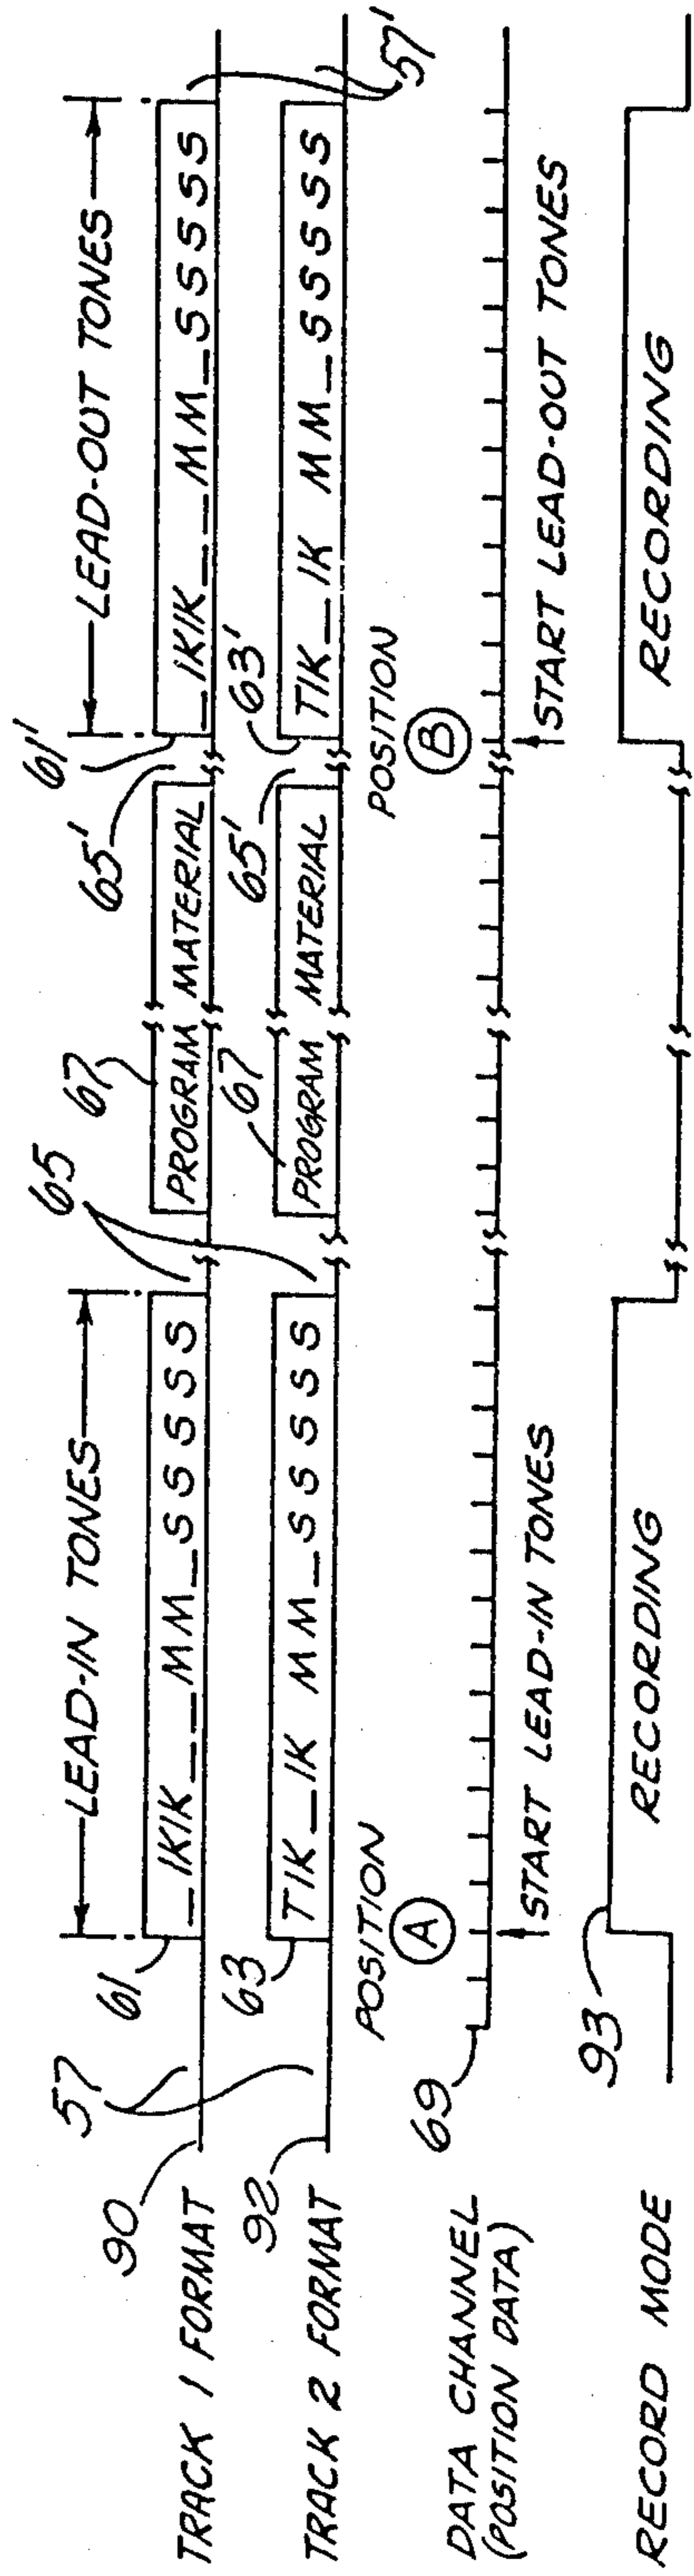 LEAD-IN TONES
LEAD-OUT TONES
90 57 61 65 67 65' 61' 57'
TRACK 1 FORMAT
_IKIK__MM_SSSSS
PROGRAM MATERIAL
_IKIK__MM_SSSSS
92 63 67 65' 63'
TRACK 2 FORMAT
TIK_IK MM_SSSSS
PROGRAM MATERIAL
TIK_IK MM_SSSSS
POSITION
A
POSITION
B
69
DATA CHANNEL
(POSITION DATA)
START LEAD-IN TONES
START LEAD-OUT TONES
93
RECORD MODE
RECORDING
RECORDING